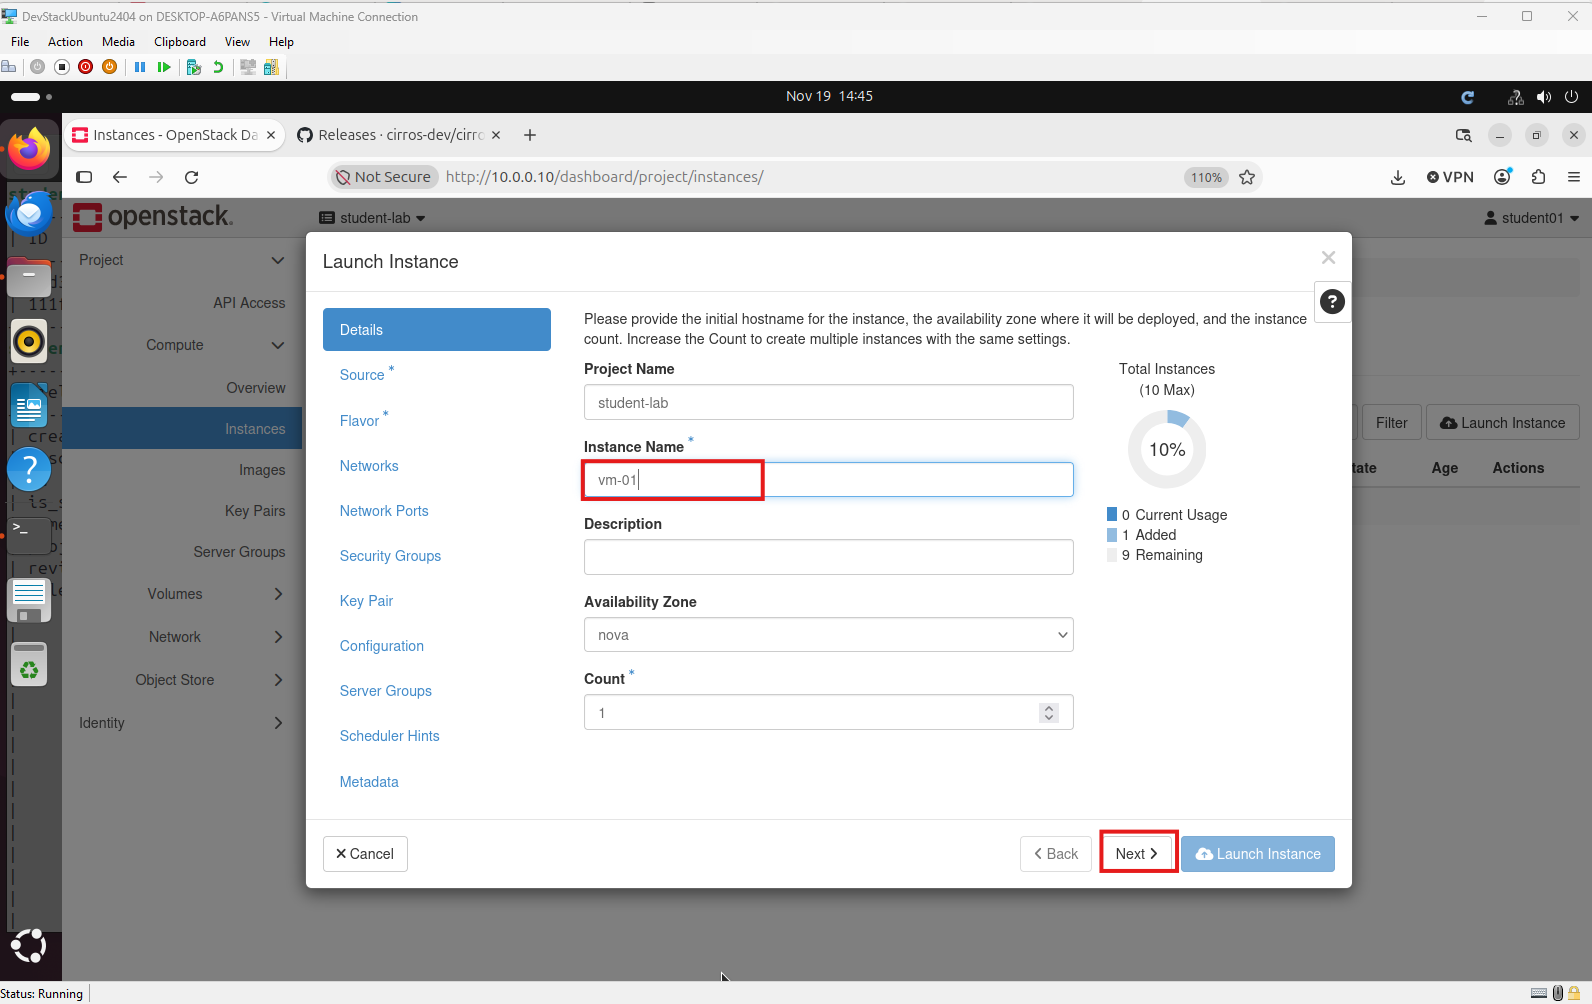 DevStackUbuntu2404 on DESKTOP-A6PANS5 - Virtual Machine Connection
File Action Media Clipboard View Help
Nov 19 14:45
Instances - OpenStack Da
Releases · cirros-dev/cirro
Not Secure
http://10.0.0.10/dashboard/project/instances/
110%
VPN
openstack.
student-lab
student01
ID
Project
API Access
Compute
Overview
Instances
Images
Key Pairs
Server Groups
Volumes
Network
Object Store
Identity
Launch Instance
Details
Source *
Flavor *
Networks
Network Ports
Security Groups
Key Pair
Configuration
Server Groups
Scheduler Hints
Metadata
Please provide the initial hostname for the instance, the availability zone where it will be deployed, and the instance
count. Increase the Count to create multiple instances with the same settings.
Project Name
student-lab
Instance Name *
vm-01
Description
Availability Zone
nova
Count *
1
Total Instances
(10 Max)
10%
0 Current Usage
1 Added
9 Remaining
Cancel
Back
Next
Launch Instance
Filter
Launch Instance
tate
Age
Actions
Status: Running